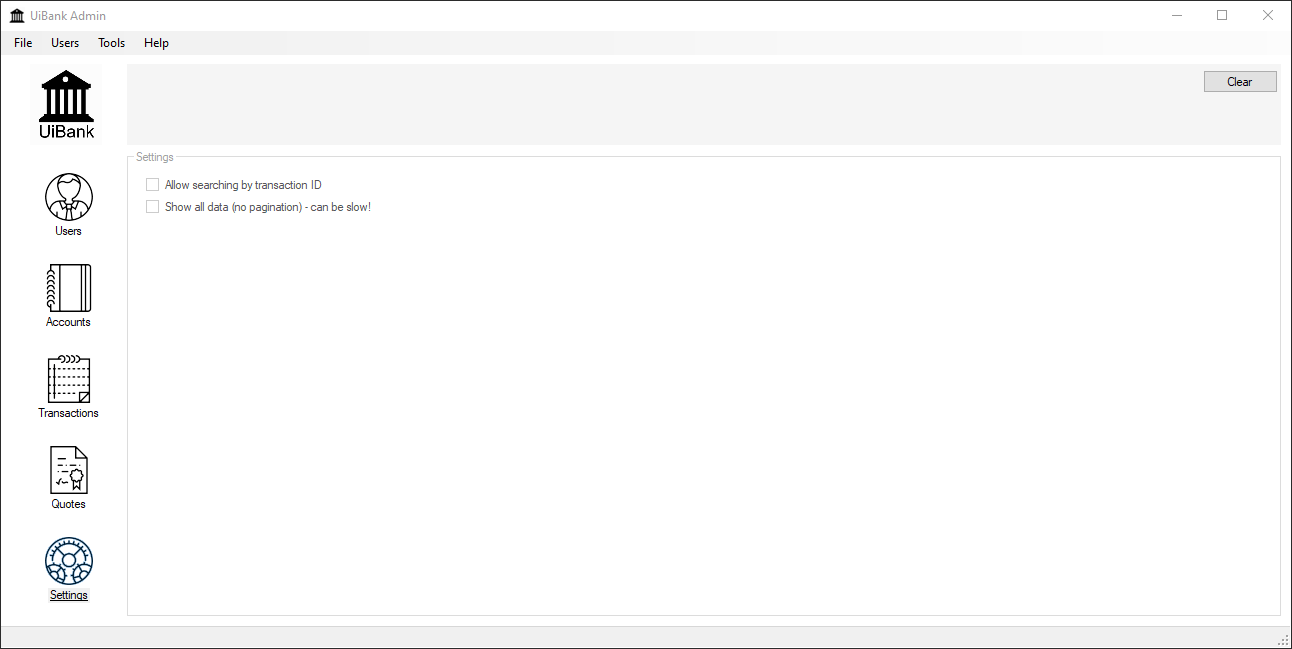 UiBank Admin
File Users Tools Help
UiBank
Clear
Settings
Allow searching by transaction ID
Show all data (no pagination) - can be slow!
Users
Accounts
Transactions
Quotes
Settings